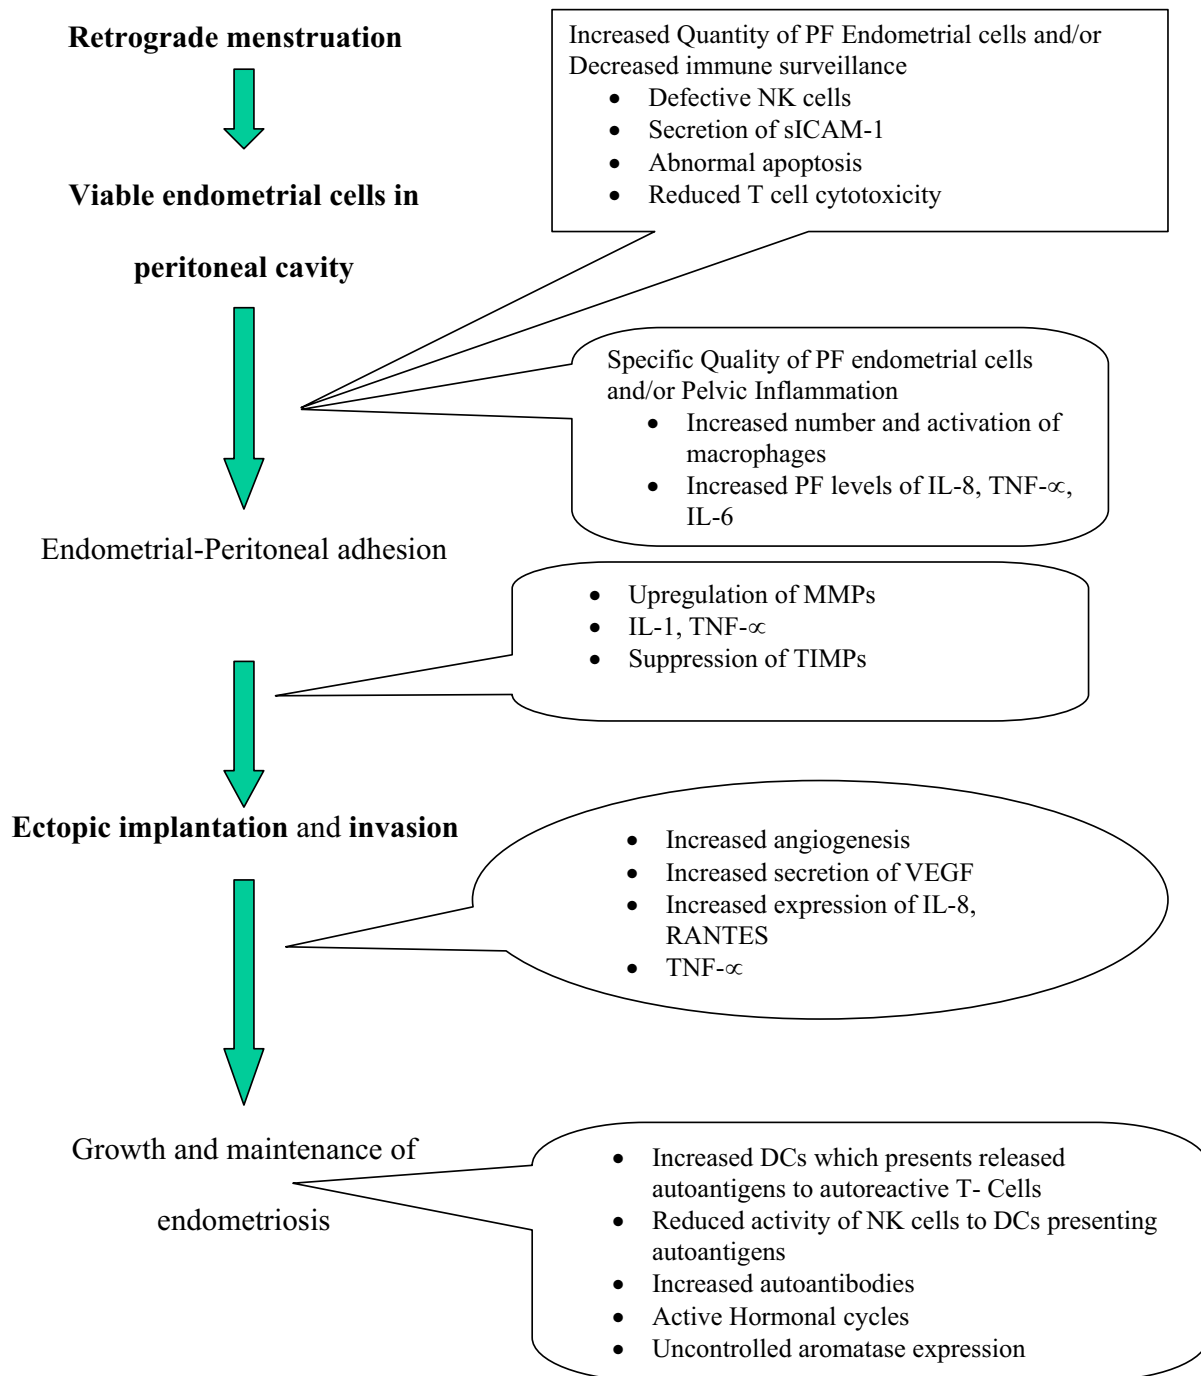 Retrograde menstruation
Viable endometrial cells in
peritoneal cavity
Increased Quantity of PF Endometrial cells and/or
Decreased immune surveillance
• Defective NK cells
• Secretion of sICAM-1
• Abnormal apoptosis
• Reduced T cell cytotoxicity
Specific Quality of PF endometrial cells
and/or Pelvic Inflammation
• Increased number and activation of
macrophages
• Increased PF levels of IL-8, TNF-∝,
IL-6
Endometrial-Peritoneal adhesion
• Upregulation of MMPs
• IL-1, TNF-∝
• Suppression of TIMPs
Ectopic implantation and invasion
• Increased angiogenesis
• Increased secretion of VEGF
• Increased expression of IL-8,
RANTES
• TNF-∝
Growth and maintenance of
endometriosis
• Increased DCs which presents released
autoantigens to autoreactive T- Cells
• Reduced activity of NK cells to DCs presenting
autoantigens
• Increased autoantibodies
• Active Hormonal cycles
• Uncontrolled aromatase expression